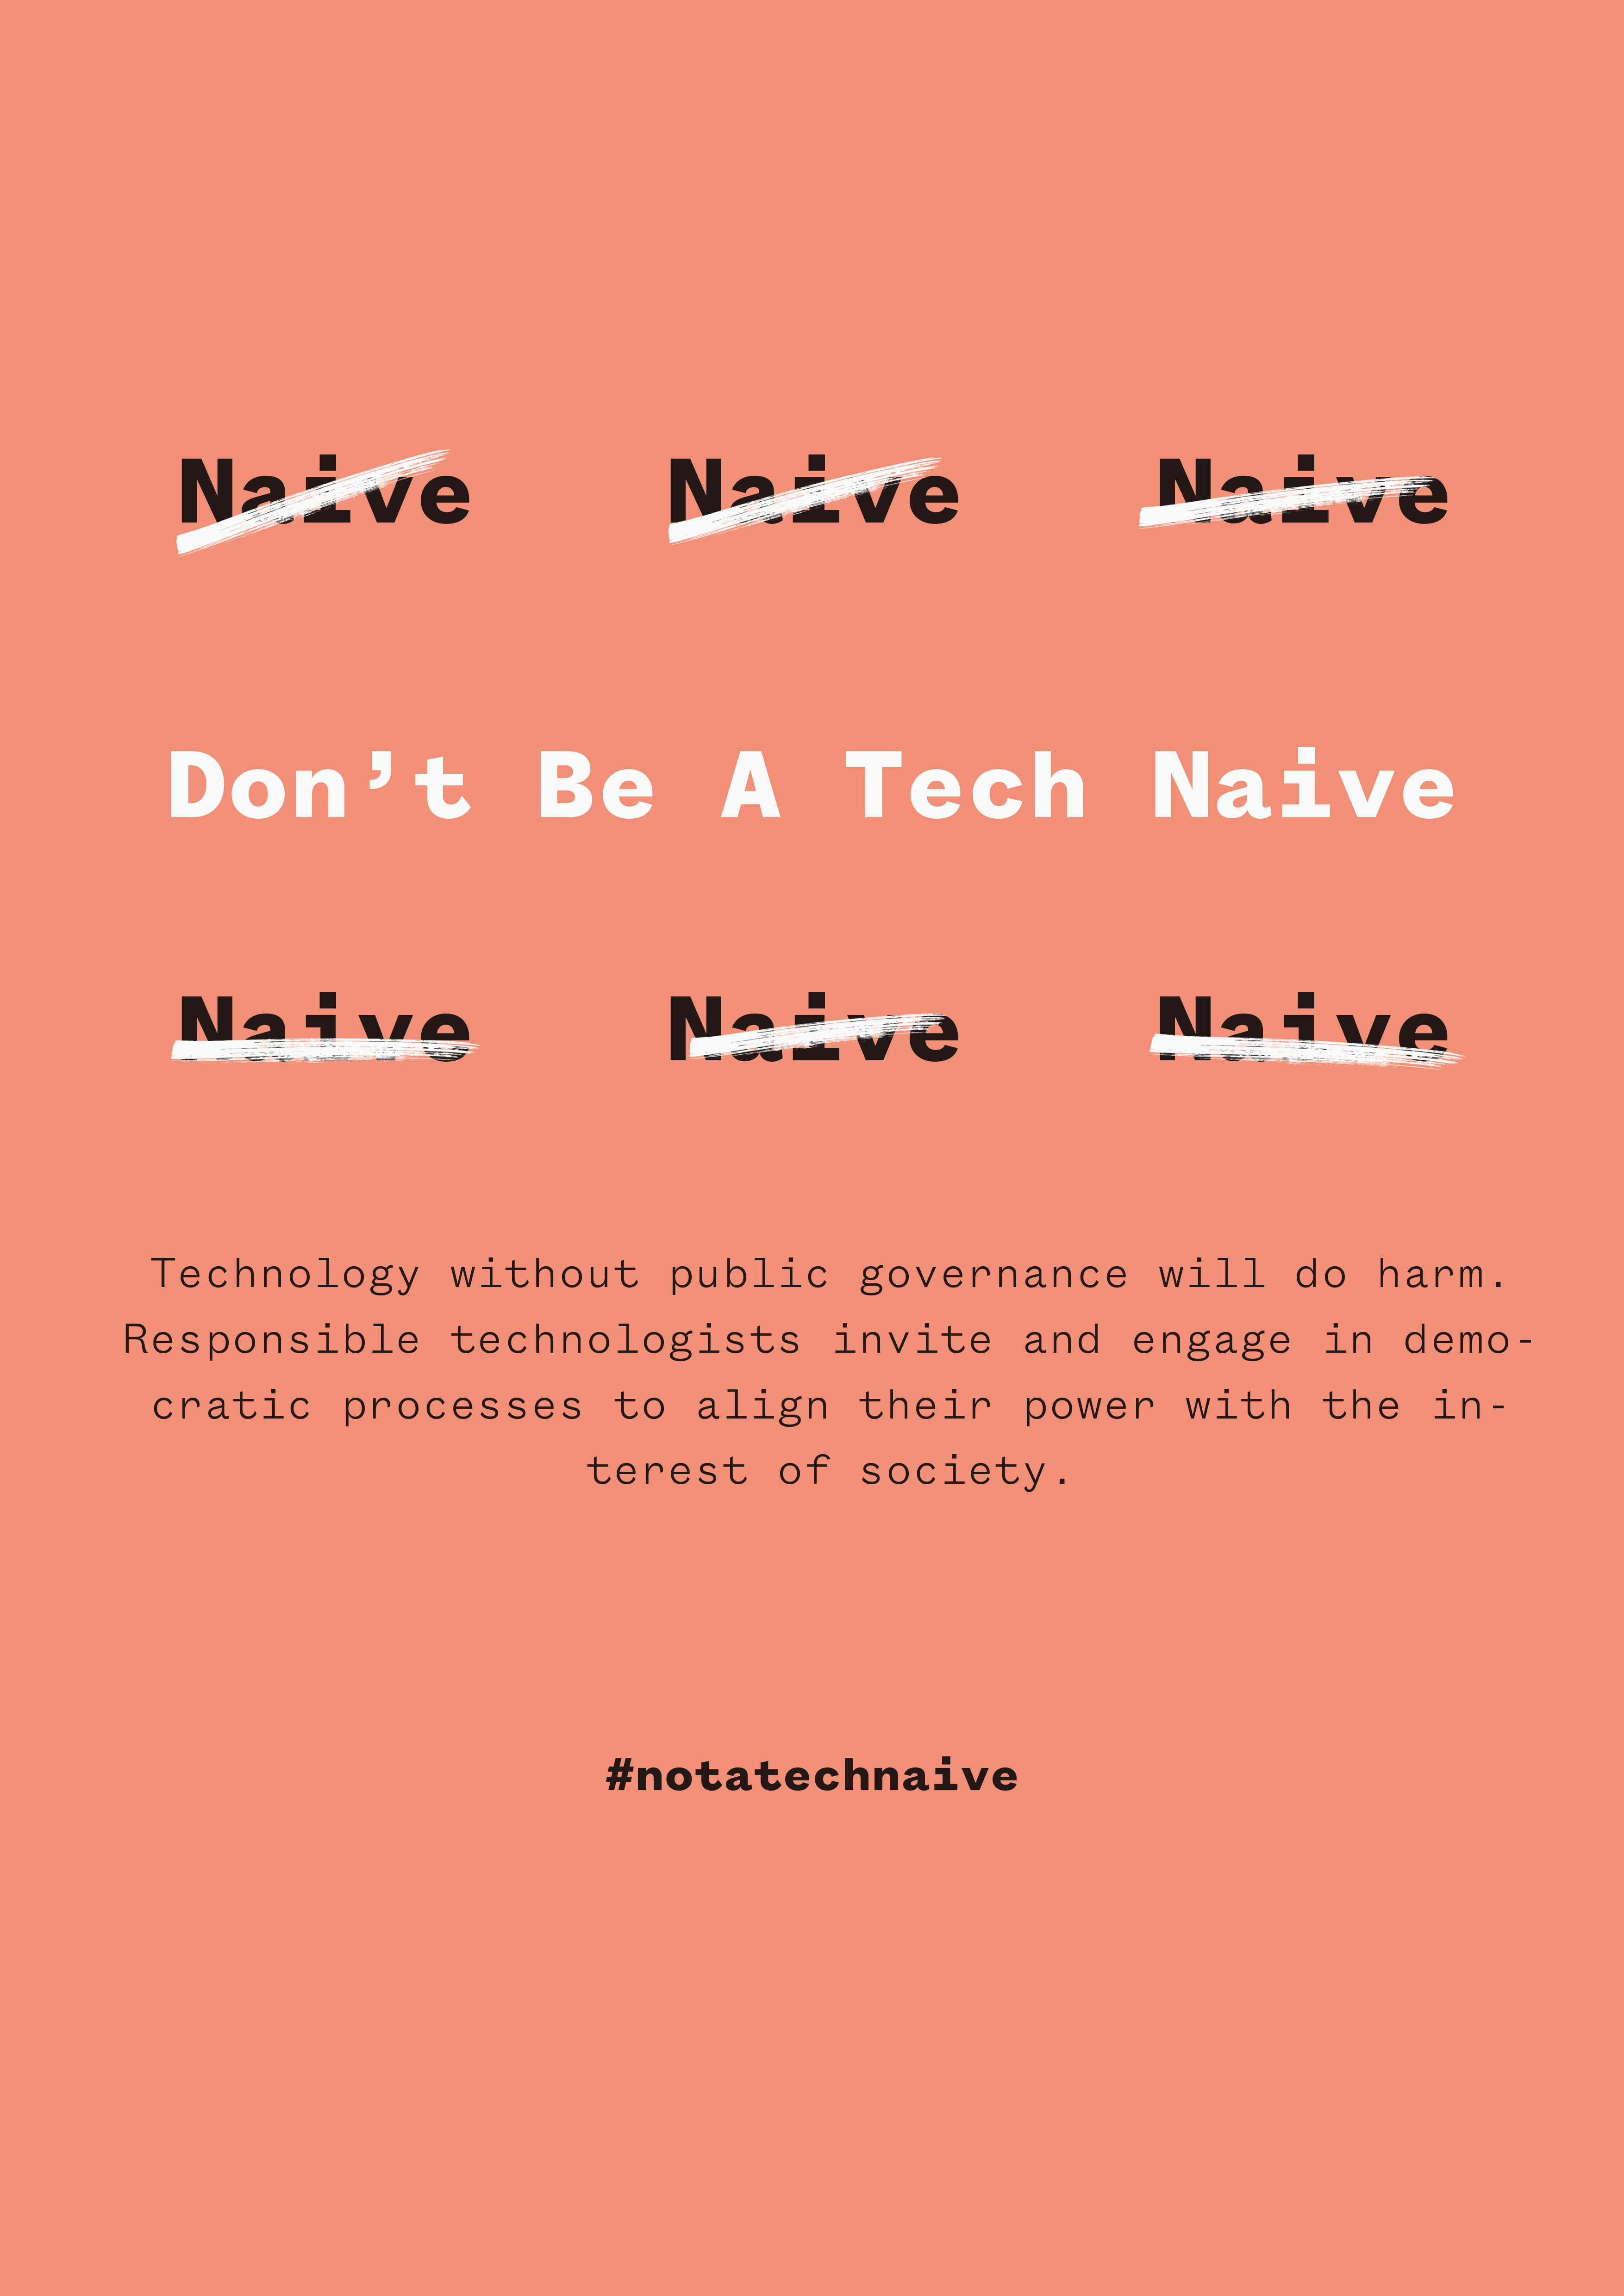 Naive Naive Naive
Don’t Be A Tech Naive
Naive Naive Naive
Technology without public governance will do harm.
Responsible technologists invite and engage in demo-
cratic processes to align their power with the in-
terest of society.
#notatechnaive